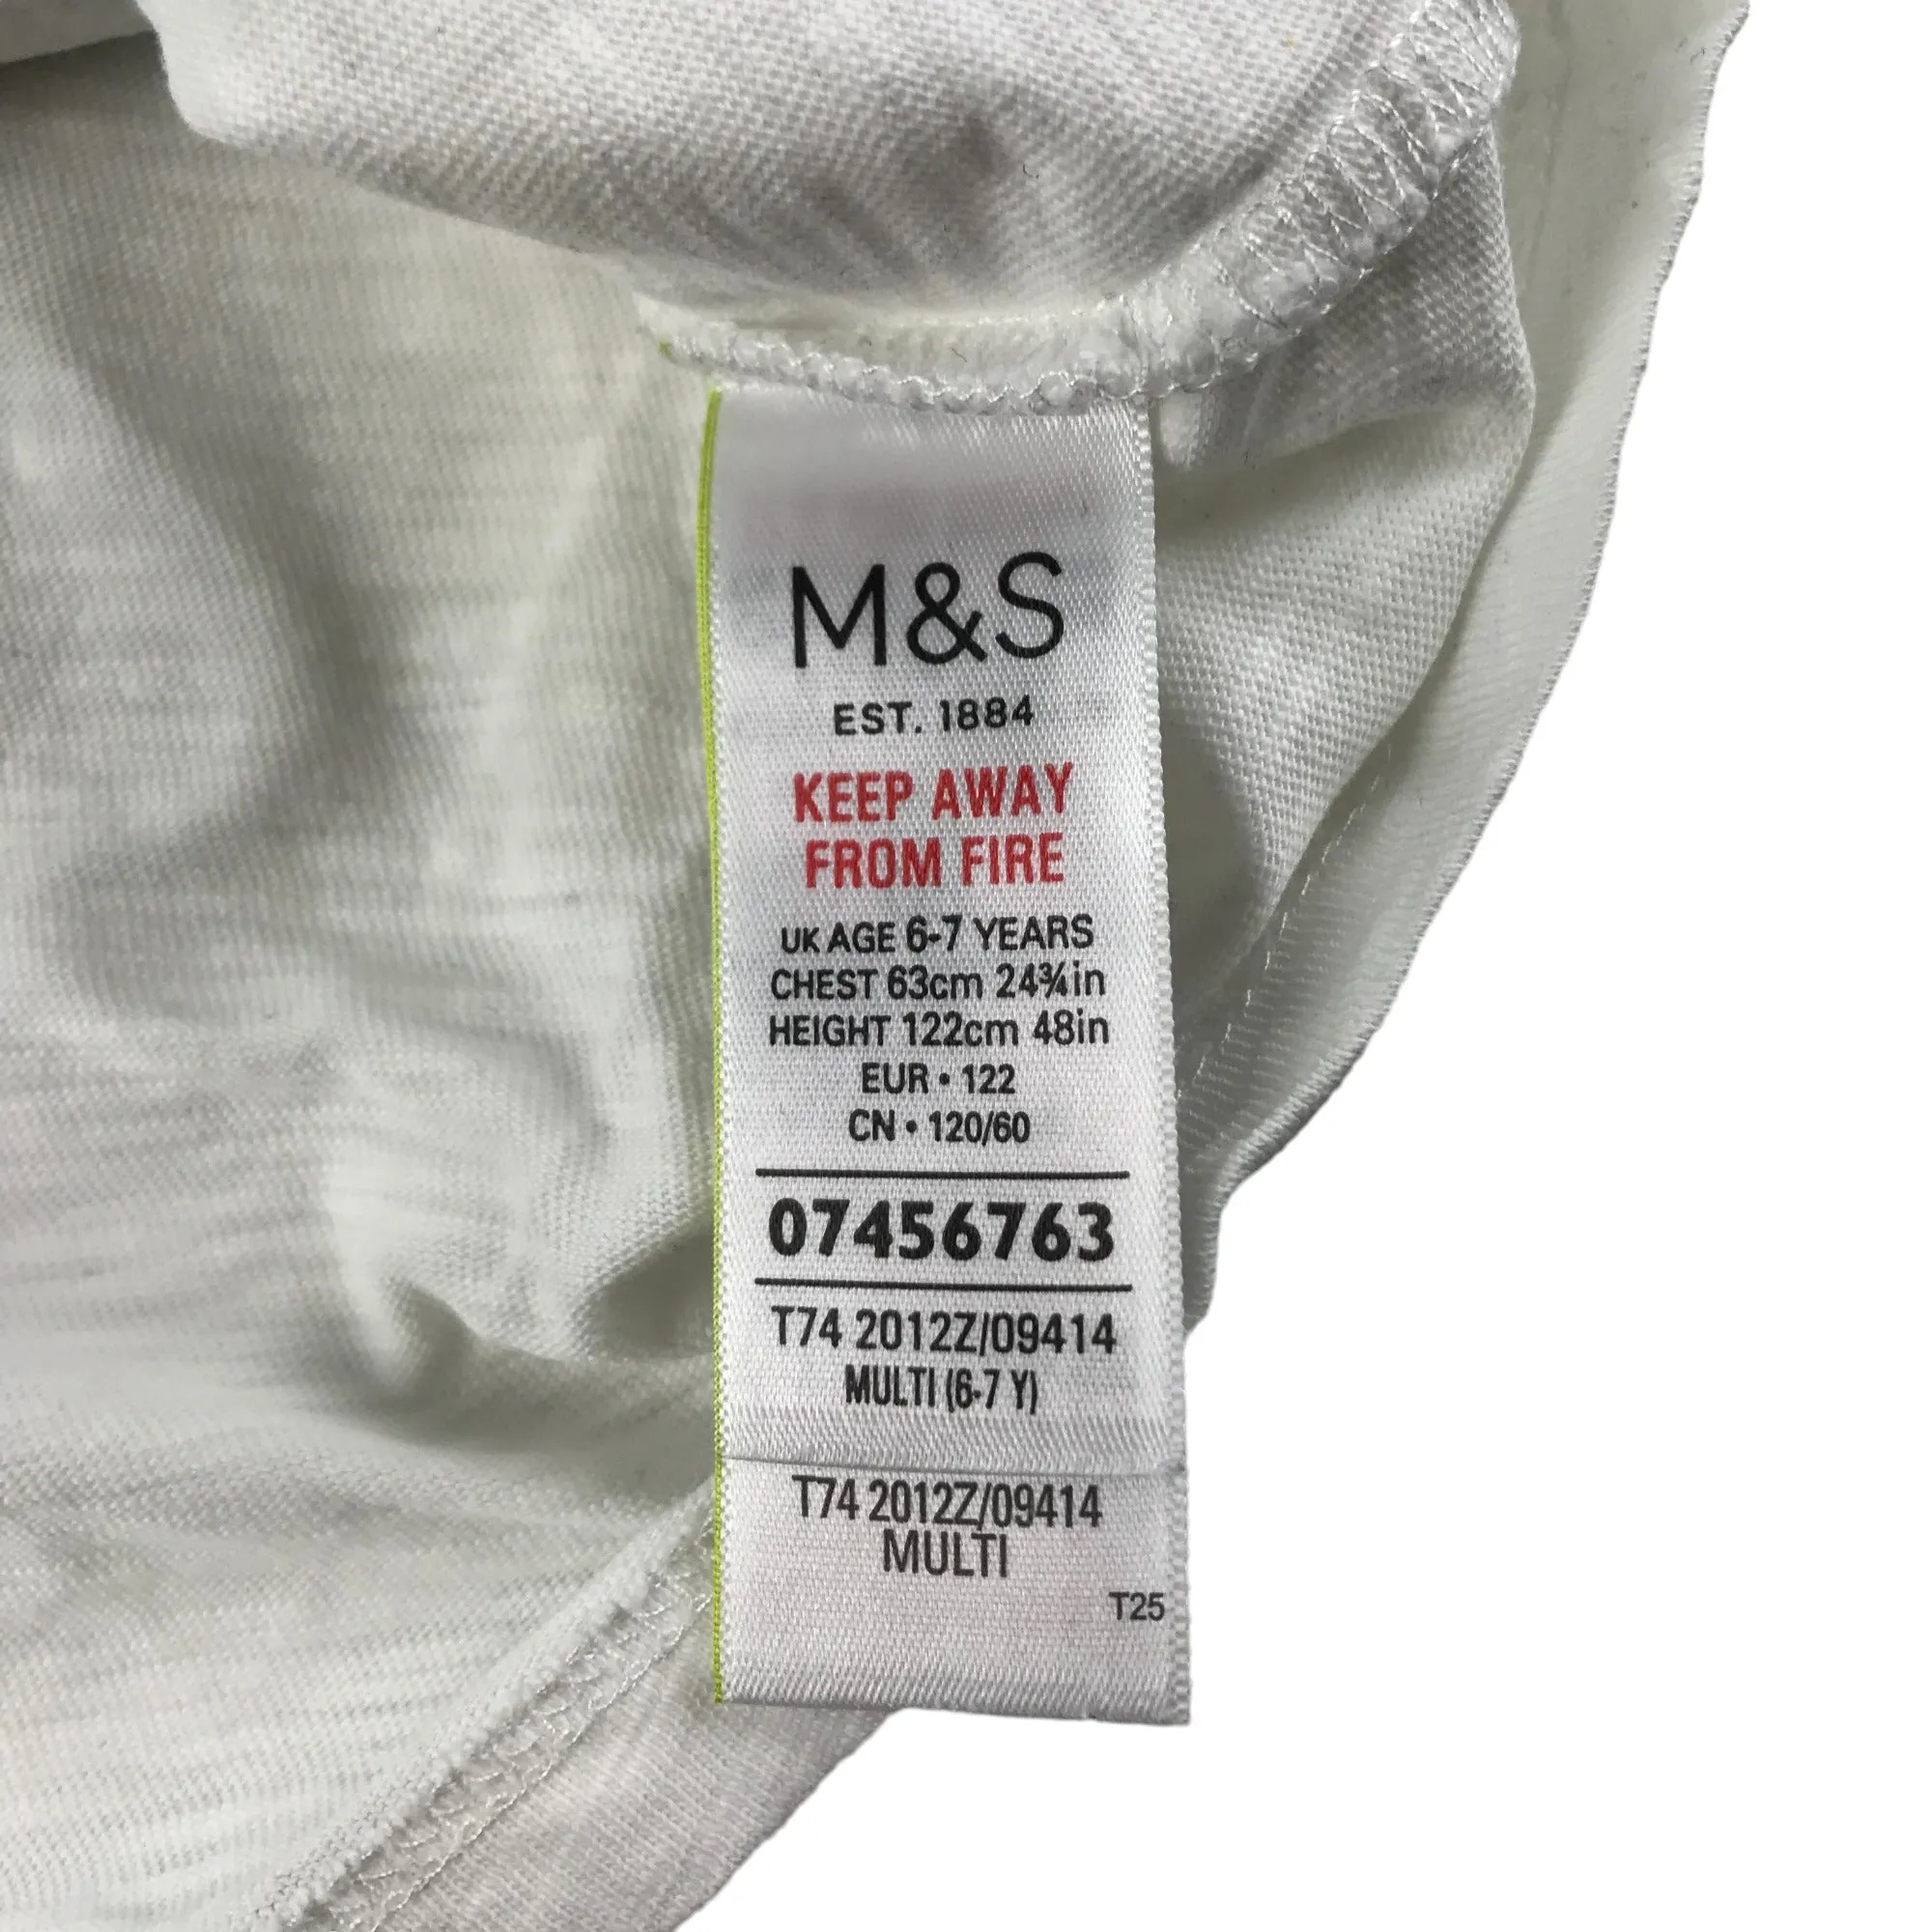 M&S
EST. 1884
KEEP AWAY
FROM FIRE
UK AGE 6-7 YEARS
CHEST 63cm 24¾in
HEIGHT 122cm 48in
EUR • 122
CN • 120/60
07456763
T74 2012Z/09414
MULTI (6-7 Y)
T74 2012Z/09414
MULTI
T25